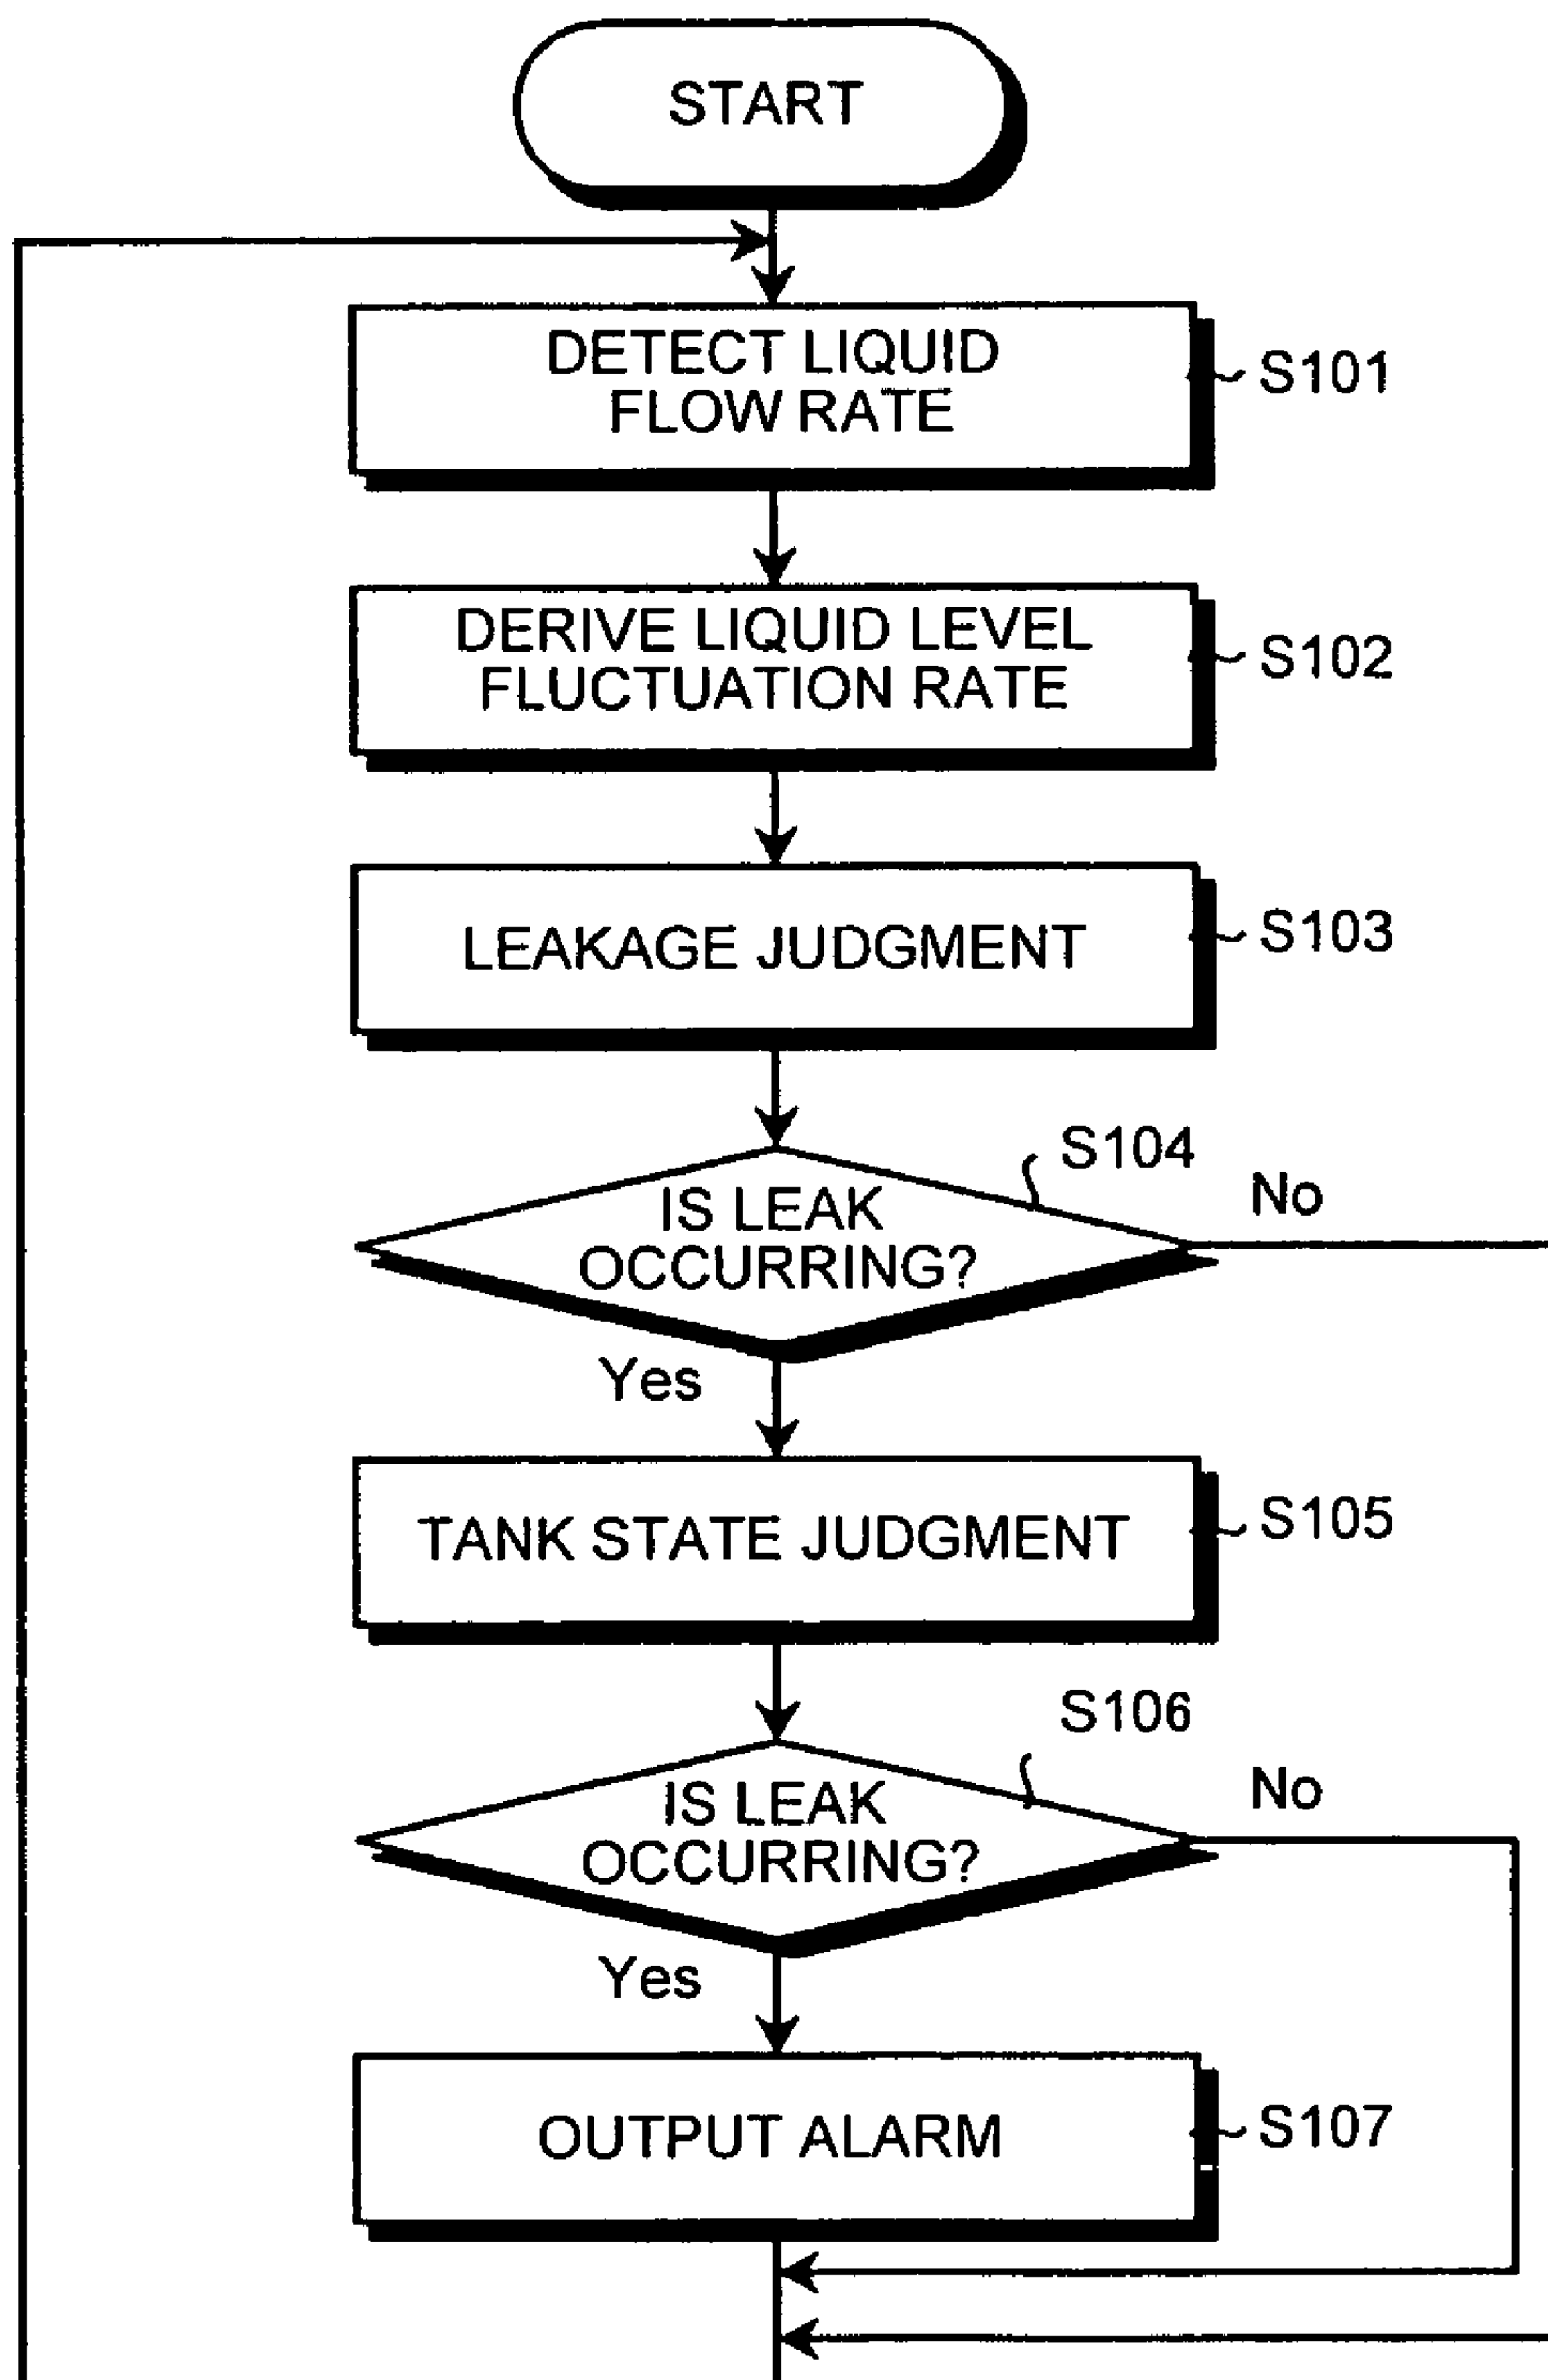 START
DETECT LIQUID
FLOW RATE
S101
DERIVE LIQUID LEVEL
FLUCTUATION RATE
S102
LEAKAGE JUDGMENT
S103
S104
IS LEAK
OCCURRING?
No
Yes
TANK STATE JUDGMENT
S105
S106
IS LEAK
OCCURRING?
No
Yes
OUTPUT ALARM
S107